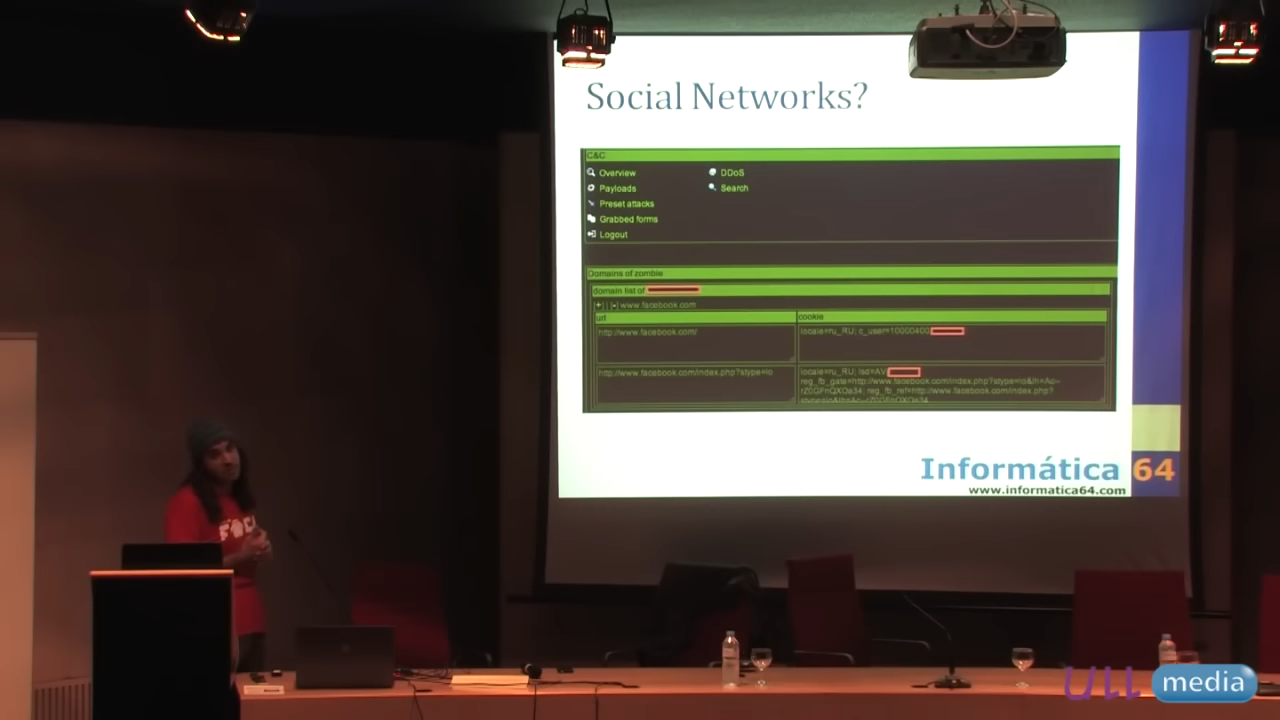 Social Networks?
C&C
Overview
DDoS
Payloads
Search
Preset attacks
Grabbed forms
Logout
Domains of zombie
domain list of
www.facebook.com
url
cookie
http://www.facebook.com/
locale=ru_RU; c_user=10000400
http://www.facebook.com/index.php?stype=lo
locale=ru_RU; lsd=AV
reg_fb_gate=http://www.facebook.com/index.php?stype=lo&lh=Ac--
reg_fb_ref=http://www.facebook.com/index.php?
Informática 64
www.informatica64.com
FOCA
ULL media